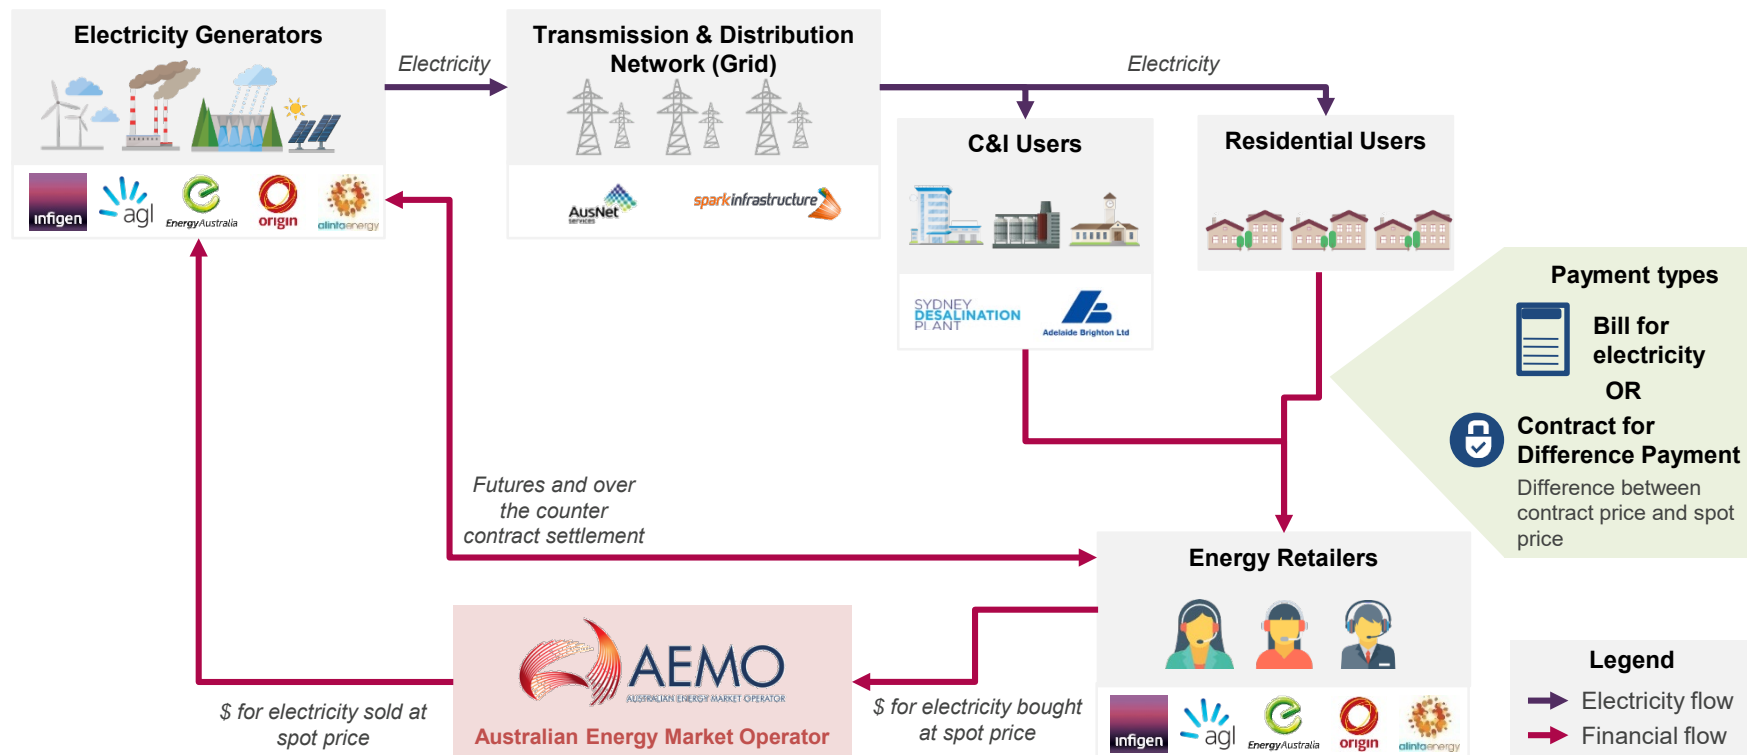 Electricity Generators
Electricity
Transmission & Distribution
Network (Grid)
Electricity
C&I Users
Residential Users
infigen
agl
EnergyAustralia
origin
alintaenergy
AusNet
services
sparkinfrastructure
SYDNEY
DESALINATION
PLANT
Adelaide Brighton Ltd
Payment types
Bill for
electricity
OR
Contract for
Difference Payment
Difference between
contract price and spot
price
Futures and over
the counter
contract settlement
Energy Retailers
infigen
agl
EnergyAustralia
origin
alintaenergy
AEMO
AUSTRALIAN ENERGY MARKET OPERATOR
Australian Energy Market Operator
$ for electricity sold at
spot price
$ for electricity bought
at spot price
Legend
Electricity flow
Financial flow